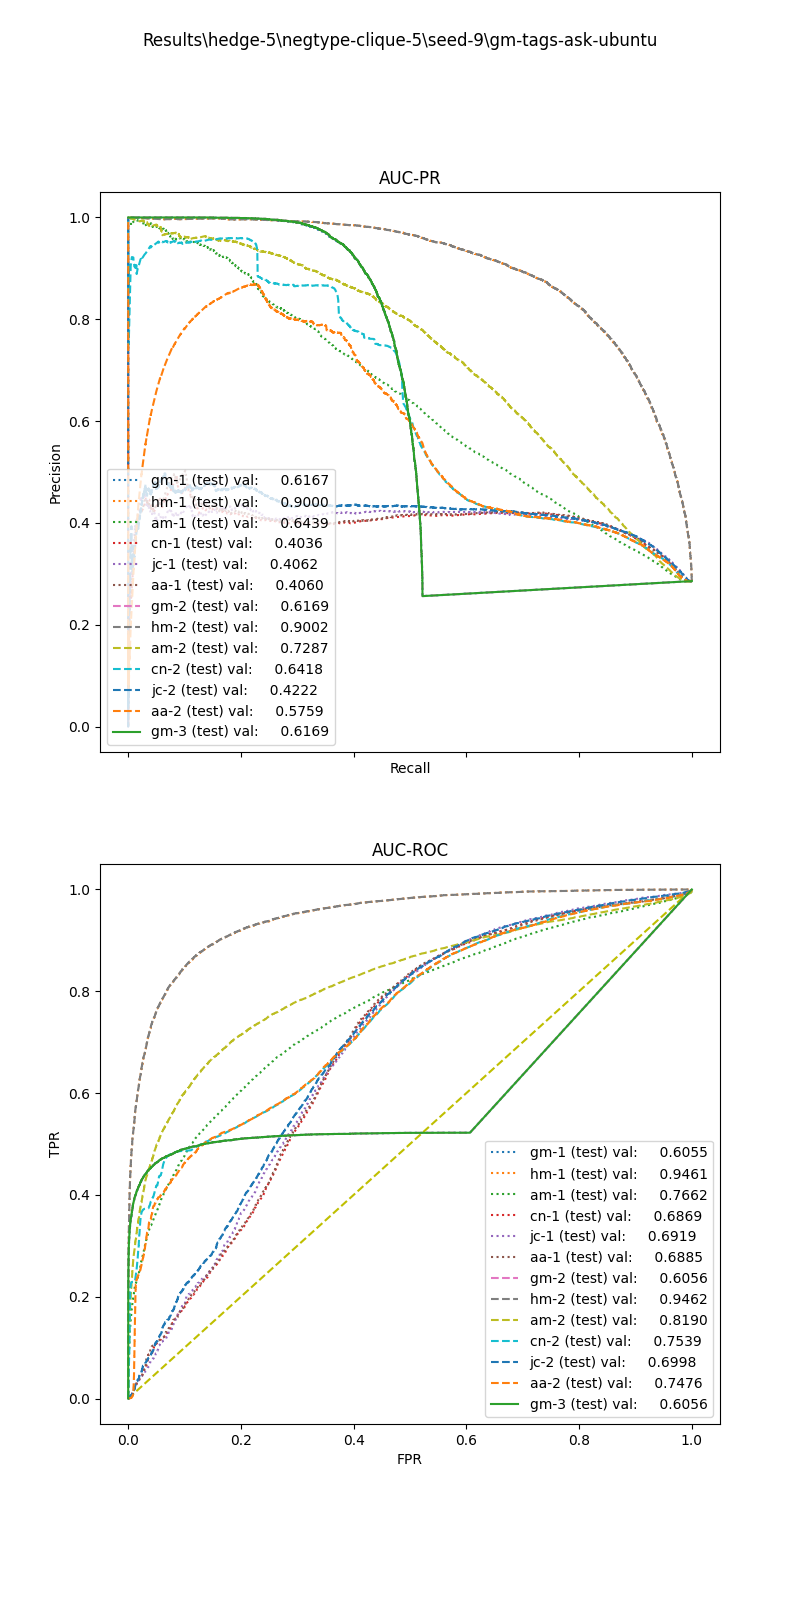 Results\hedge-5\negtype-clique-5\seed-9\gm-tags-ask-ubuntu
AUC-PR
1.0
0.8
0.6
0.4
0.2
0.0
Precision
gm-1 (test) val: 0.6167
hm-1 (test) val: 0.9000
am-1 (test) val: 0.6439
cn-1 (test) val: 0.4036
jc-1 (test) val: 0.4062
aa-1 (test) val: 0.4060
gm-2 (test) val: 0.6169
hm-2 (test) val: 0.9002
am-2 (test) val: 0.7287
cn-2 (test) val: 0.6418
jc-2 (test) val: 0.4222
aa-2 (test) val: 0.5759
gm-3 (test) val: 0.6169
Recall
AUC-ROC
1.0
0.8
0.6
0.4
0.2
0.0
TPR
gm-1 (test) val: 0.6055
hm-1 (test) val: 0.9461
am-1 (test) val: 0.7662
cn-1 (test) val: 0.6869
jc-1 (test) val: 0.6919
aa-1 (test) val: 0.6885
gm-2 (test) val: 0.6056
hm-2 (test) val: 0.9462
am-2 (test) val: 0.8190
cn-2 (test) val: 0.7539
jc-2 (test) val: 0.6998
aa-2 (test) val: 0.7476
gm-3 (test) val: 0.6056
0.0 0.2 0.4 0.6 0.8 1.0
FPR